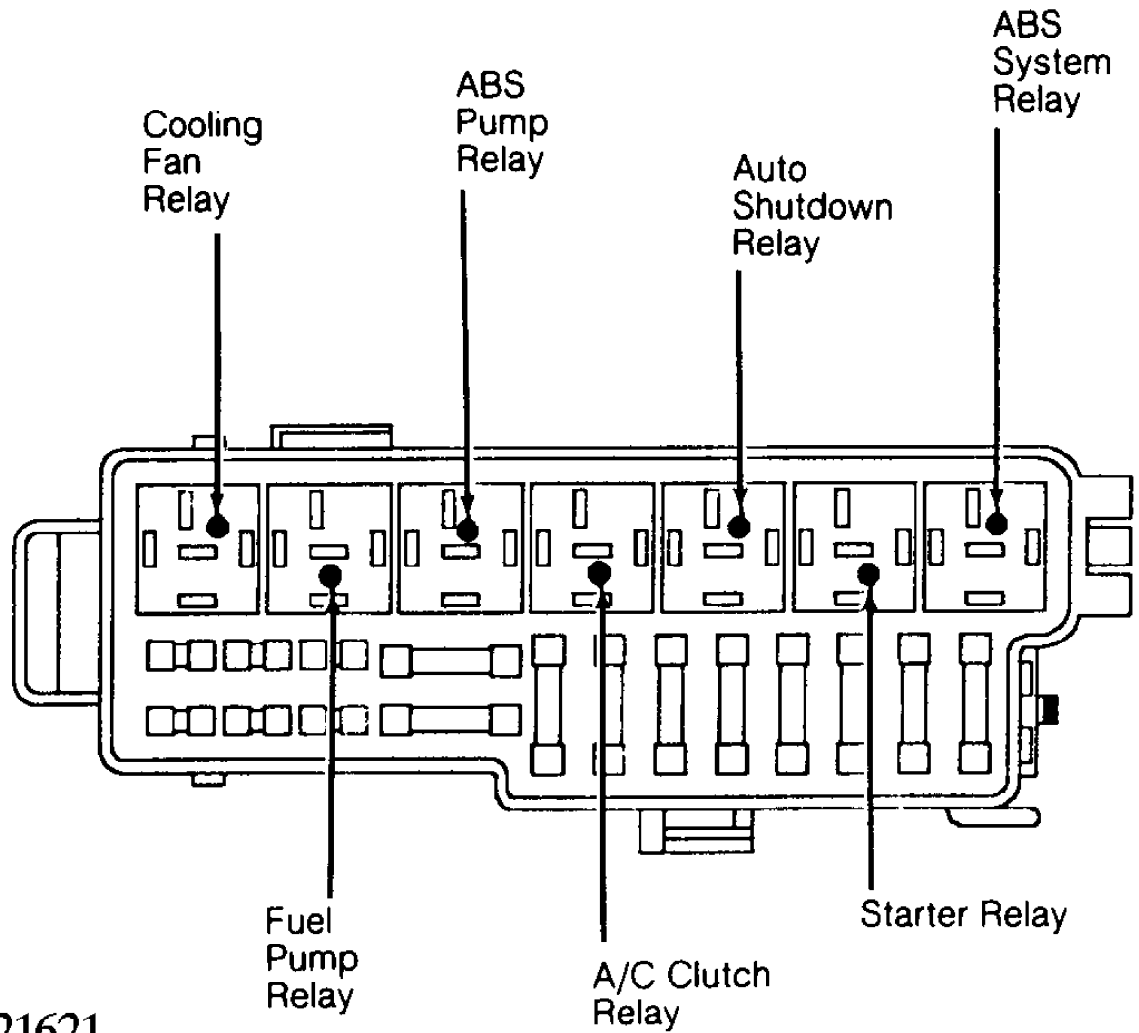 ABS
System
Relay
ABS
Pump
Relay
Cooling
Fan
Relay
Auto
Shutdown
Relay
Fuel
Pump
Relay
A/C Clutch
Relay
Starter Relay
21621